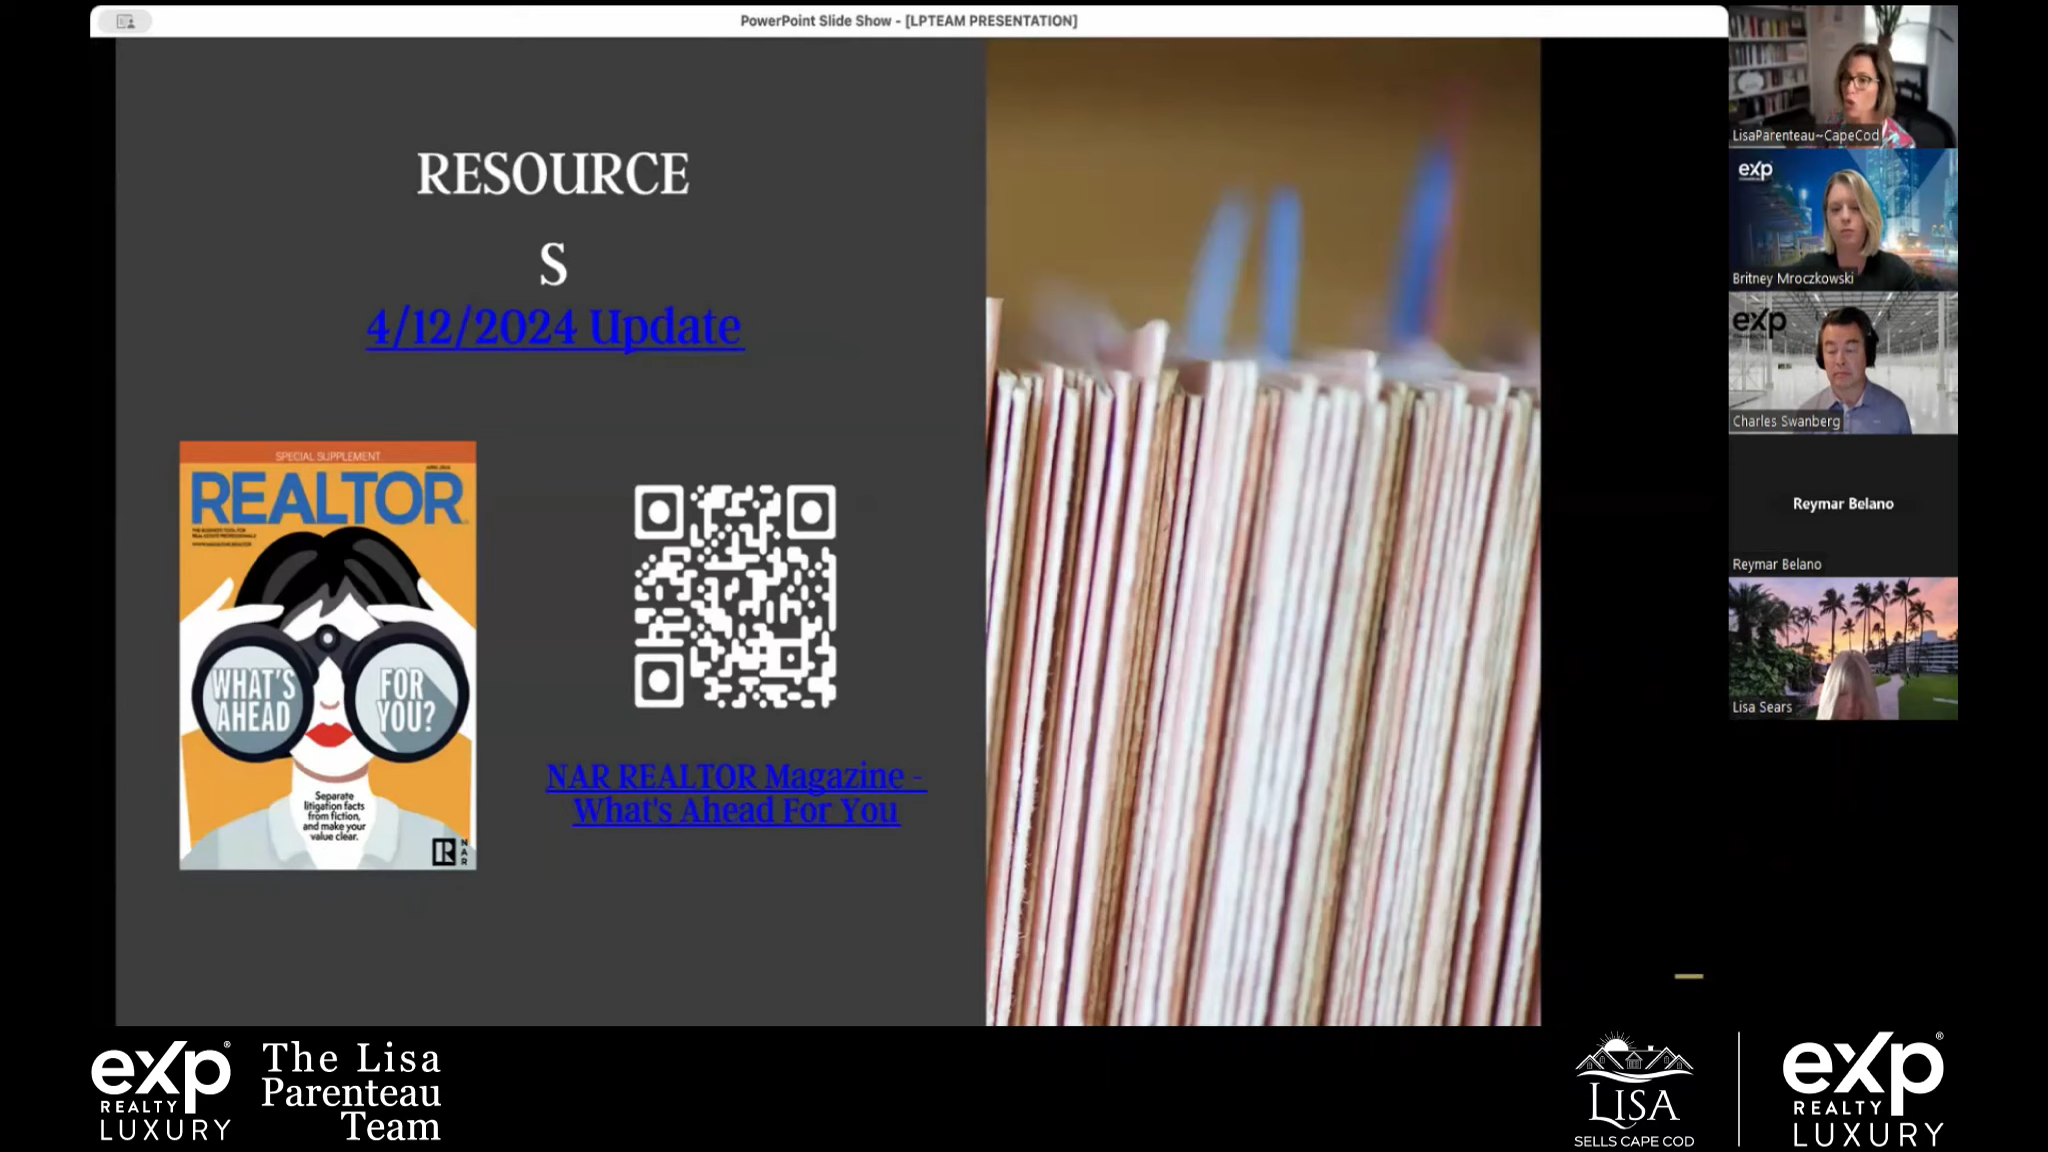 PowerPoint Slide Show - [LPTEAM PRESENTATION]
RESOURCE
S
4/12/2024 Update
SPECIAL SUPPLEMENT
REALTOR
WHAT'S
AHEAD
FOR
YOU?
Separate
litigation facts
from fiction,
and make your
value clear.
R
NAR
NAR REALTOR Magazine -
What's Ahead For You
LisaParenteau~CapeCod
exp
Britney Mroczkowski
exp
Charles Swanberg
Reymar Belano
Reymar Belano
Lisa Sears
eXp®
REALTY
LUXURY
The Lisa
Parenteau
Team
LISA
SELLS CAPE COD
eXp®
REALTY
LUXURY